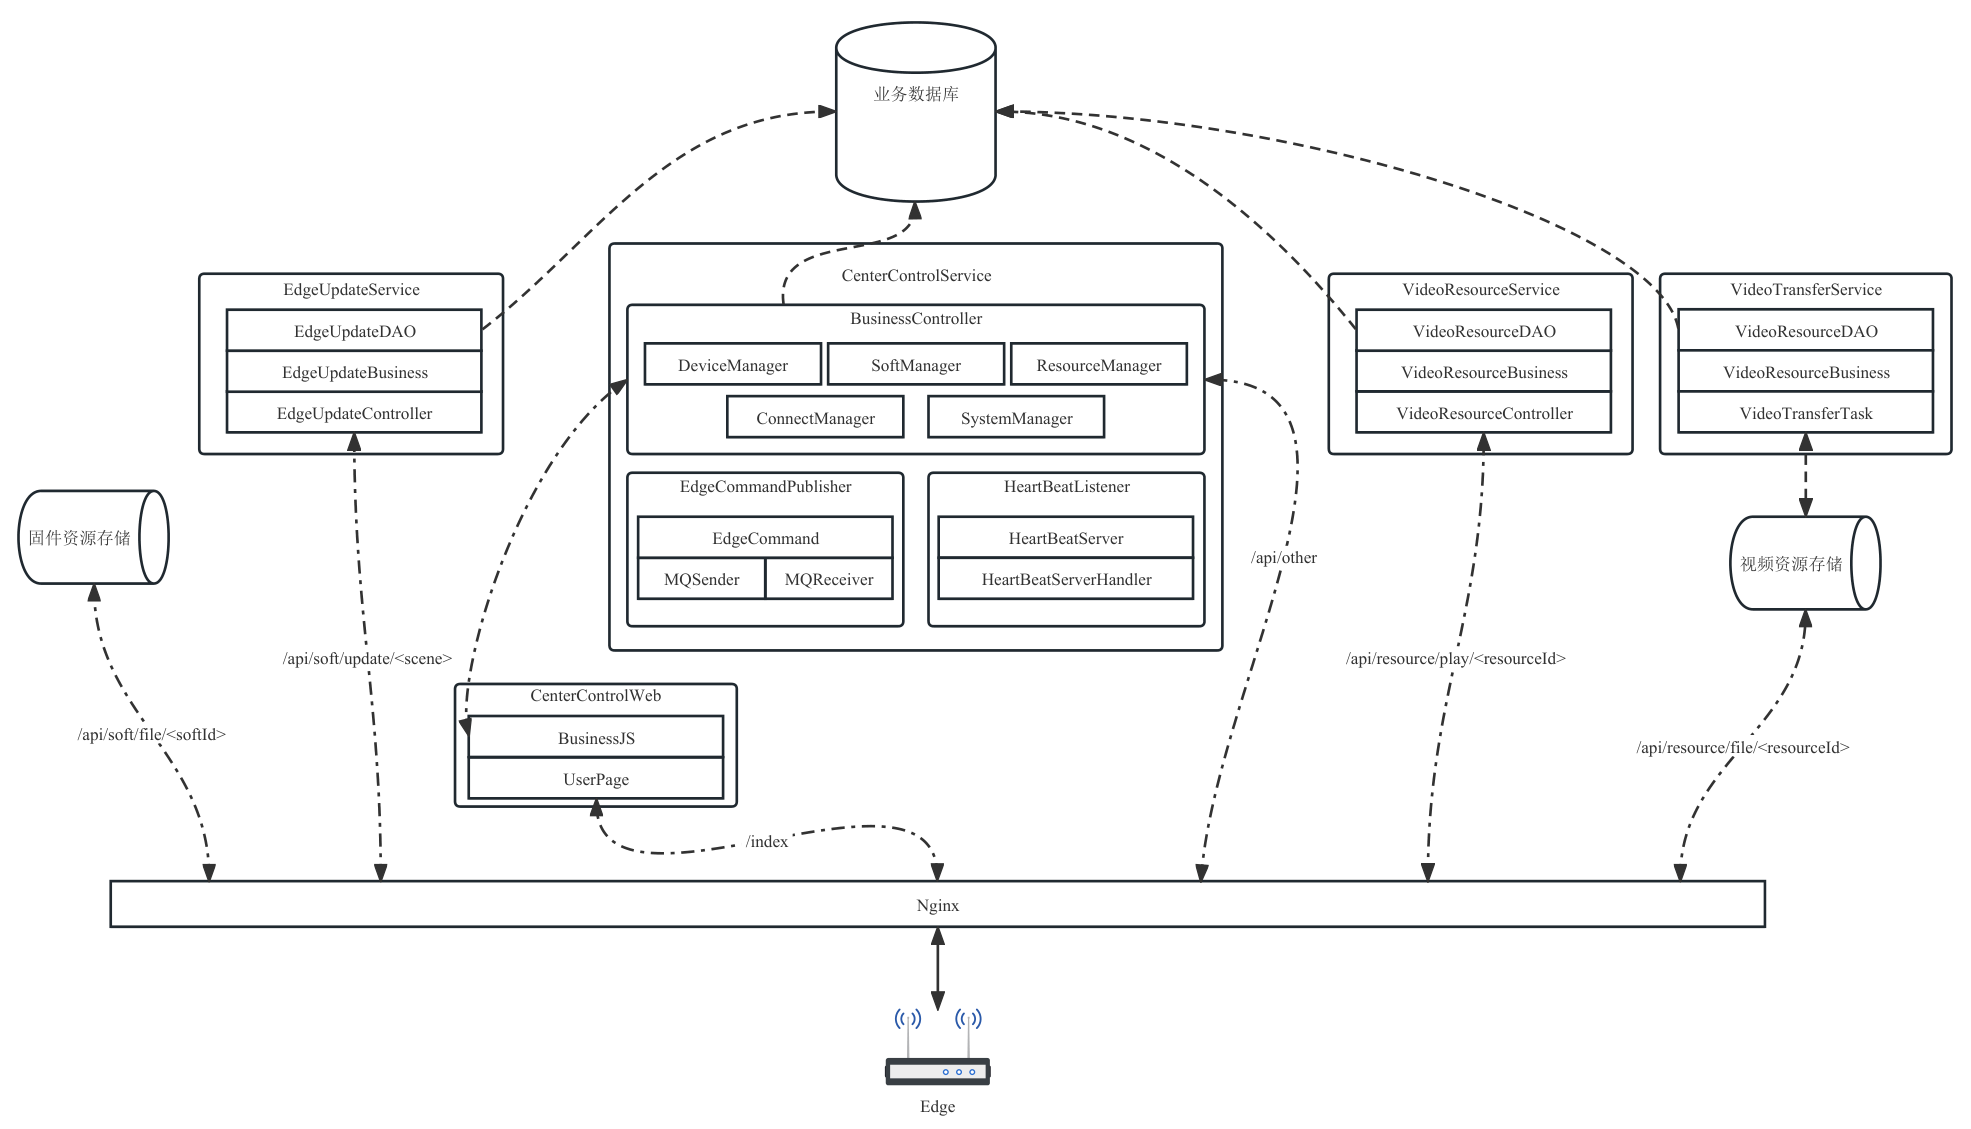 业务数据库
CenterControlService
EdgeUpdateService
EdgeUpdateDAO
EdgeUpdateBusiness
EdgeUpdateController
BusinessController
DeviceManager
SoftManager
ResourceManager
ConnectManager
SystemManager
EdgeCommandPublisher
EdgeCommand
MQSender
MQReceiver
HeartBeatListener
HeartBeatServer
HeartBeatServerHandler
VideoResourceService
VideoResourceDAO
VideoResourceBusiness
VideoResourceController
VideoTransferService
VideoResourceDAO
VideoResourceBusiness
VideoTransferTask
固件资源存储
视频资源存储
/api/other
/api/soft/update/<scene>
/api/resource/play/<resourceId>
CenterControlWeb
BusinessJS
UserPage
/api/soft/file/<softId>
/api/resource/file/<resourceId>
/index
Nginx
Edge